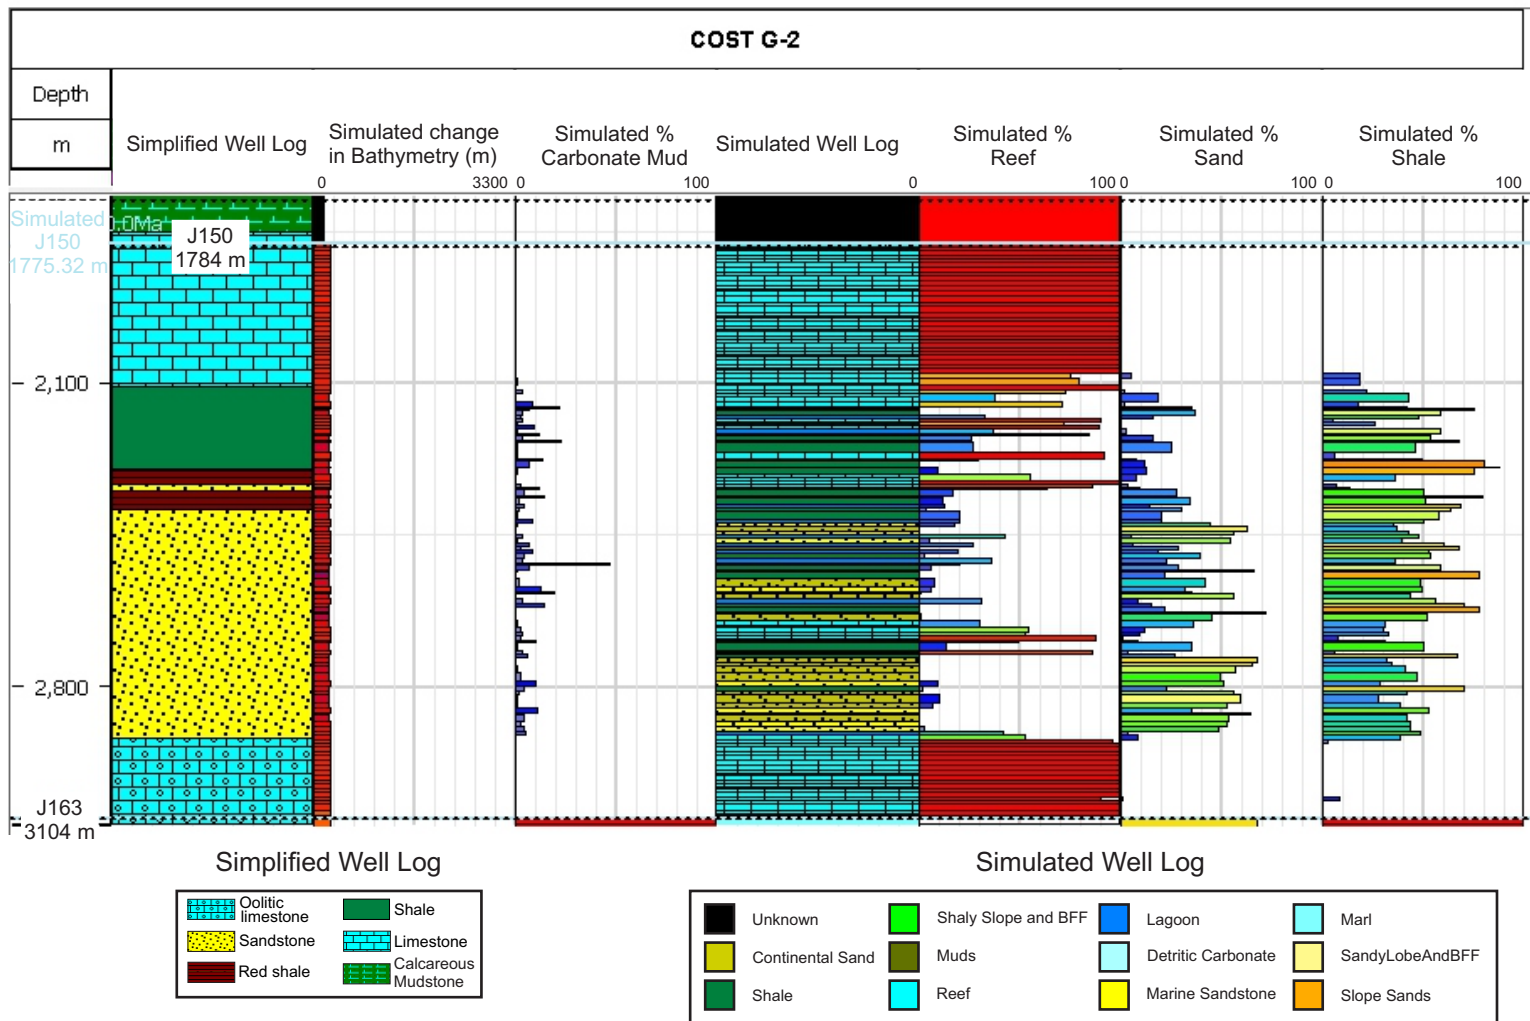 COST G-2
Depth
m
Simplified Well Log
Simulated change
in Bathymetry (m)
Simulated %
Carbonate Mud
Simulated Well Log
Simulated %
Reef
Simulated %
Sand
Simulated %
Shale
0
3300
0
100
0
100
0
100
0
100
Simulated
J150
1775.32 m
0.0Ma
J150
1784 m
2,100
2,800
J163
3104 m
Simplified Well Log
Oolitic
limestone
Shale
Sandstone
Limestone
Red shale
Calcareous
Mudstone
Simulated Well Log
Unknown
Shaly Slope and BFF
Lagoon
Marl
Continental Sand
Muds
Detritic Carbonate
SandyLobeAndBFF
Shale
Reef
Marine Sandstone
Slope Sands